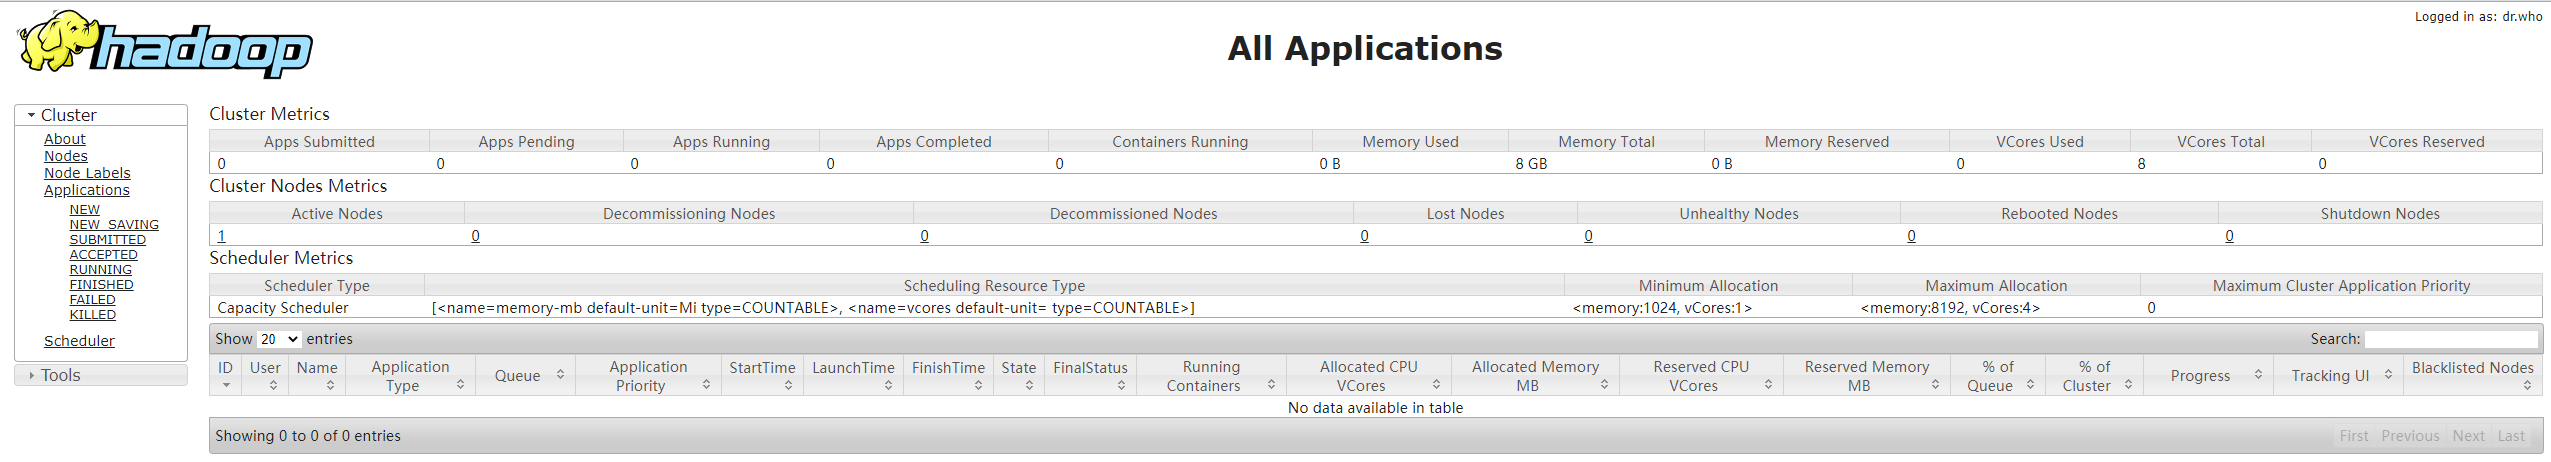 hadoop
Logged in as: dr.who
All Applications
Cluster
About
Nodes
Node Labels
Applications
NEW
NEW_SAVING
SUBMITTED
ACCEPTED
RUNNING
FINISHED
FAILED
KILLED
Scheduler
Tools
Cluster Metrics
Apps Submitted Apps Pending Apps Running Apps Completed Containers Running Memory Used Memory Total Memory Reserved VCores Used VCores Total VCores Reserved
0 0 0 0 0 0 B 8 GB 0 B 0 8 0
Cluster Nodes Metrics
Active Nodes Decommissioning Nodes Decommissioned Nodes Lost Nodes Unhealthy Nodes Rebooted Nodes Shutdown Nodes
1 0 0 0 0 0 0
Scheduler Metrics
Scheduler Type Scheduling Resource Type Minimum Allocation Maximum Allocation Maximum Cluster Application Priority
Capacity Scheduler [<name=memory-mb default-unit=Mi type=COUNTABLE>, <name=vcores default-unit= type=COUNTABLE>] <memory:1024, vCores:1> <memory:8192, vCores:4> 0
Show 20 entries Search:
ID User Name Application Type Queue Application Priority StartTime LaunchTime FinishTime State FinalStatus Running Containers Allocated CPU VCores Allocated Memory MB Reserved CPU VCores Reserved Memory MB % of Queue % of Cluster Progress Tracking UI Blacklisted Nodes
No data available in table
Showing 0 to 0 of 0 entries First Previous Next Last